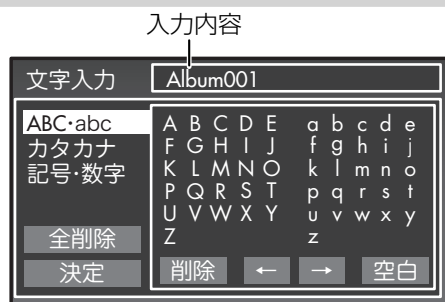 入力内容
文字入力 Album001
ABC･abc
カタカナ
記号･数字
全削除
決定
A B C D E a b c d e
F G H I J f g h i j
K L M N O k l m n o
P Q R S T p q r s t
U V W X Y u v w x y
Z z
削除 ← → 空白